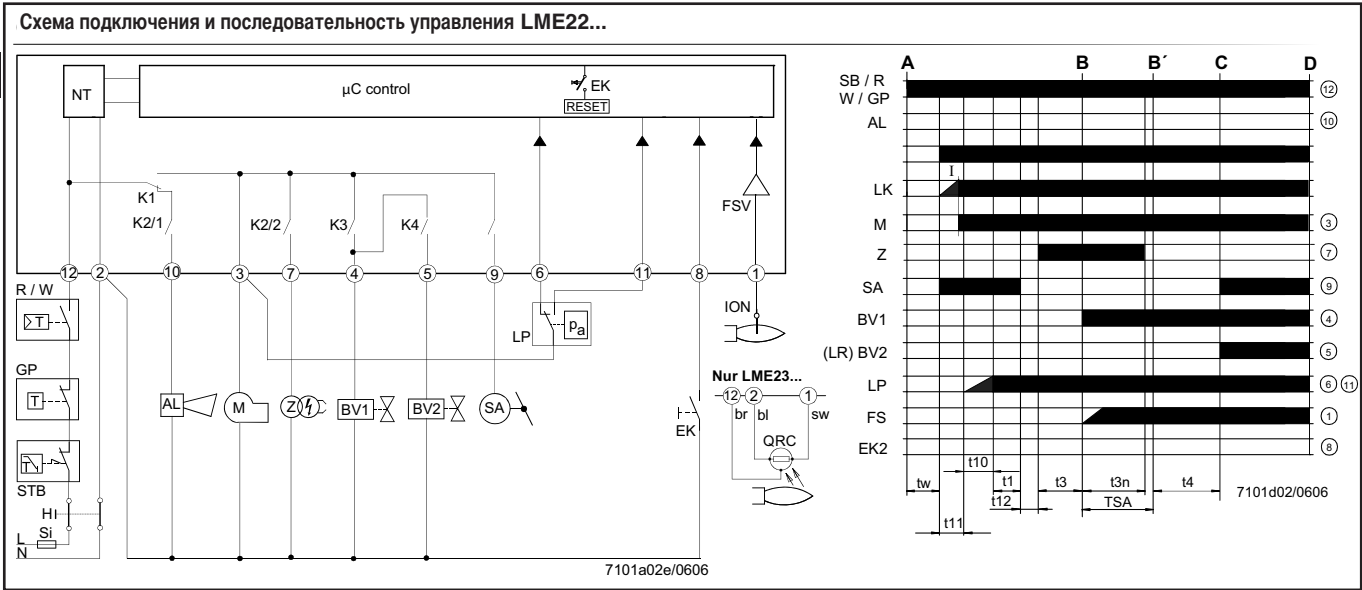 Схема подключения и последовательность управления LME22...
NT
µC control
EK
RESET
FSV
K1
K2/1
K2/2
K3
K4
12
2
10
3
7
4
5
9
6
11
8
1
R / W
T
GP
T
STB
H
L
Si
N
AL
M
Z
BV1
BV2
SA
LP
pa
ION
EK
Nur LME23...
12
2
1
br
bl
sw
QRC
7101a02e/0606
A
B
B´
C
D
SB / R
W / GP
12
AL
10
I
LK
M
3
Z
7
SA
9
BV1
4
(LR) BV2
5
LP
6
11
FS
1
EK2
8
t10
tw
t1
t3
t3n
t4
t12
TSA
t11
7101d02/0606